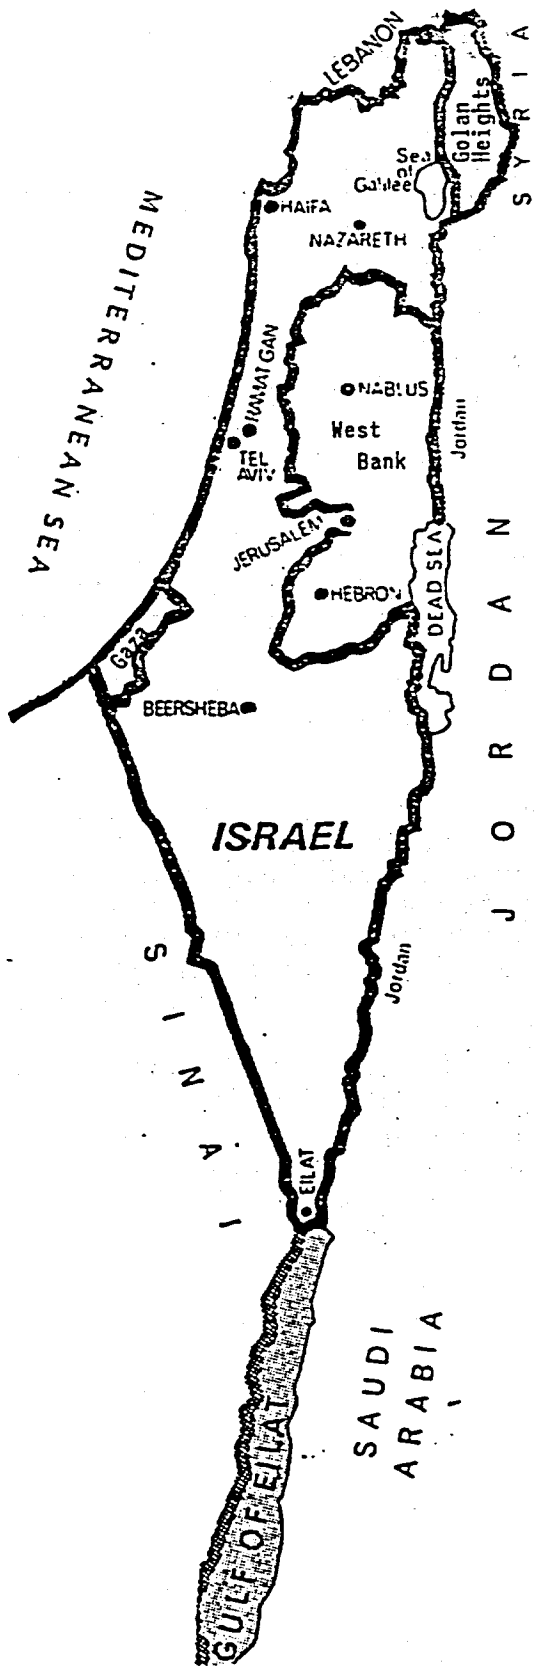 LEBANON
SYRIA
Golan
Heights
Sea
of
Galilee
HAIFA
NAZARETH
MEDITERRANEAN SEA
RAMAT GAN
TEL
AVIV
NABLUS
West
Bank
Jordan
JERUSALEM
HEBRON
DEAD SEA
JORDAN
Gaza
BEERSHEBA
ISRAEL
Jordan
SINAI
EILAT
SAUDI
ARABIA
GULF OF EILAT